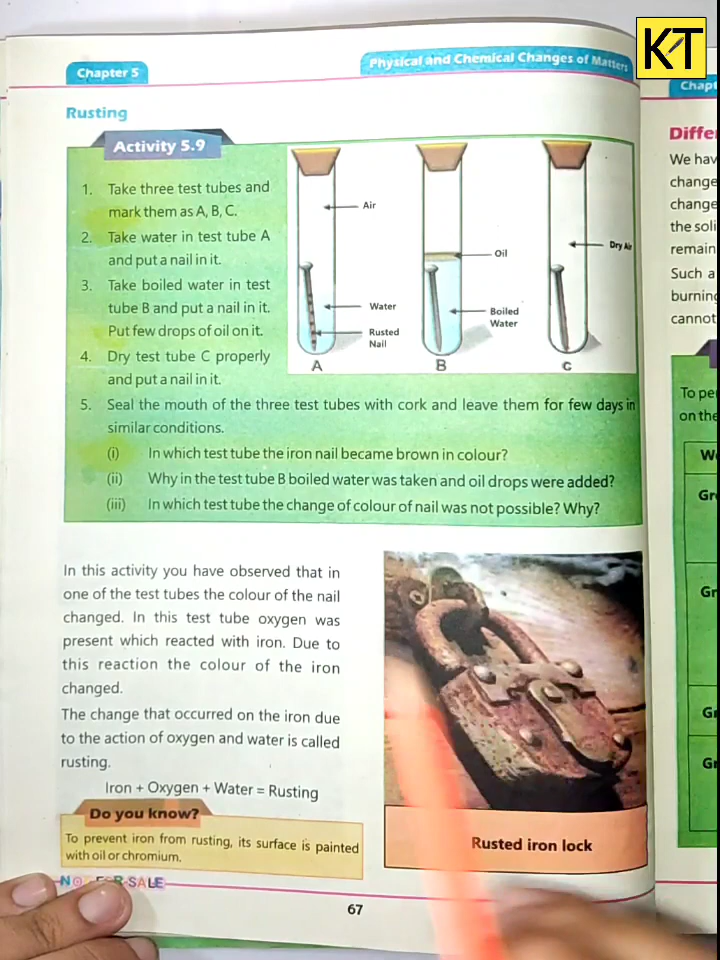 KT
Chapter 5
Physical and Chemical Changes of Matters
Rusting
Activity 5.9
1. Take three test tubes and
mark them as A, B, C.
2. Take water in test tube A
and put a nail in it.
3. Take boiled water in test
tube B and put a nail in it.
Put few drops of oil on it.
4. Dry test tube C properly
and put a nail in it.
5. Seal the mouth of the three test tubes with cork and leave them for few days in
similar conditions.
(i) In which test tube the iron nail became brown in colour?
(ii) Why in the test tube B boiled water was taken and oil drops were added?
(iii) In which test tube the change of colour of nail was not possible? Why?
Air
Water
Rusted
Nail
A
Oil
Boiled
Water
B
Dry Air
C
In this activity you have observed that in
one of the test tubes the colour of the nail
changed. In this test tube oxygen was
present which reacted with iron. Due to
this reaction the colour of the iron
changed.
The change that occurred on the iron due
to the action of oxygen and water is called
rusting.
Iron + Oxygen + Water = Rusting
Do you know?
To prevent iron from rusting, its surface is painted
with oil or chromium.
Rusted iron lock
SALE
67
We
change
change
the soli
remain
Such a
cannot
on the